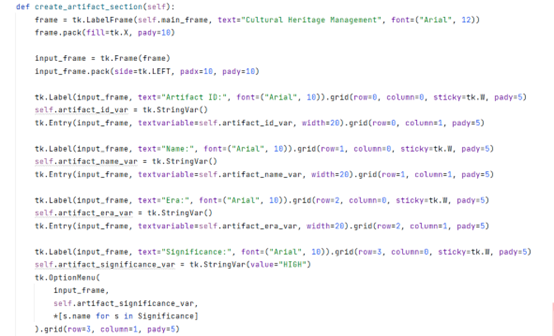 def create_artifact_section(self):
    frame = tk.LabelFrame(self.main_frame, text="Cultural Heritage Management", font=("Arial", 12))
    frame.pack(fill=tk.X, pady=10)

    input_frame = tk.Frame(frame)
    input_frame.pack(side=tk.LEFT, padx=10, pady=10)

    tk.Label(input_frame, text="Artifact ID:", font=("Arial", 10)).grid(row=0, column=0, sticky=tk.W, pady=5)
    self.artifact_id_var = tk.StringVar()
    tk.Entry(input_frame, textvariable=self.artifact_id_var, width=20).grid(row=0, column=1, pady=5)

    tk.Label(input_frame, text="Name:", font=("Arial", 10)).grid(row=1, column=0, sticky=tk.W, pady=5)
    self.artifact_name_var = tk.StringVar()
    tk.Entry(input_frame, textvariable=self.artifact_name_var, width=20).grid(row=1, column=1, pady=5)

    tk.Label(input_frame, text="Era:", font=("Arial", 10)).grid(row=2, column=0, sticky=tk.W, pady=5)
    self.artifact_era_var = tk.StringVar()
    tk.Entry(input_frame, textvariable=self.artifact_era_var, width=20).grid(row=2, column=1, pady=5)

    tk.Label(input_frame, text="Significance:", font=("Arial", 10)).grid(row=3, column=0, sticky=tk.W, pady=5)
    self.artifact_significance_var = tk.StringVar(value="HIGH")
    tk.OptionMenu(
        input_frame,
        self.artifact_significance_var,
        *[s.name for s in Significance]
    ).grid(row=3, column=1, pady=5)